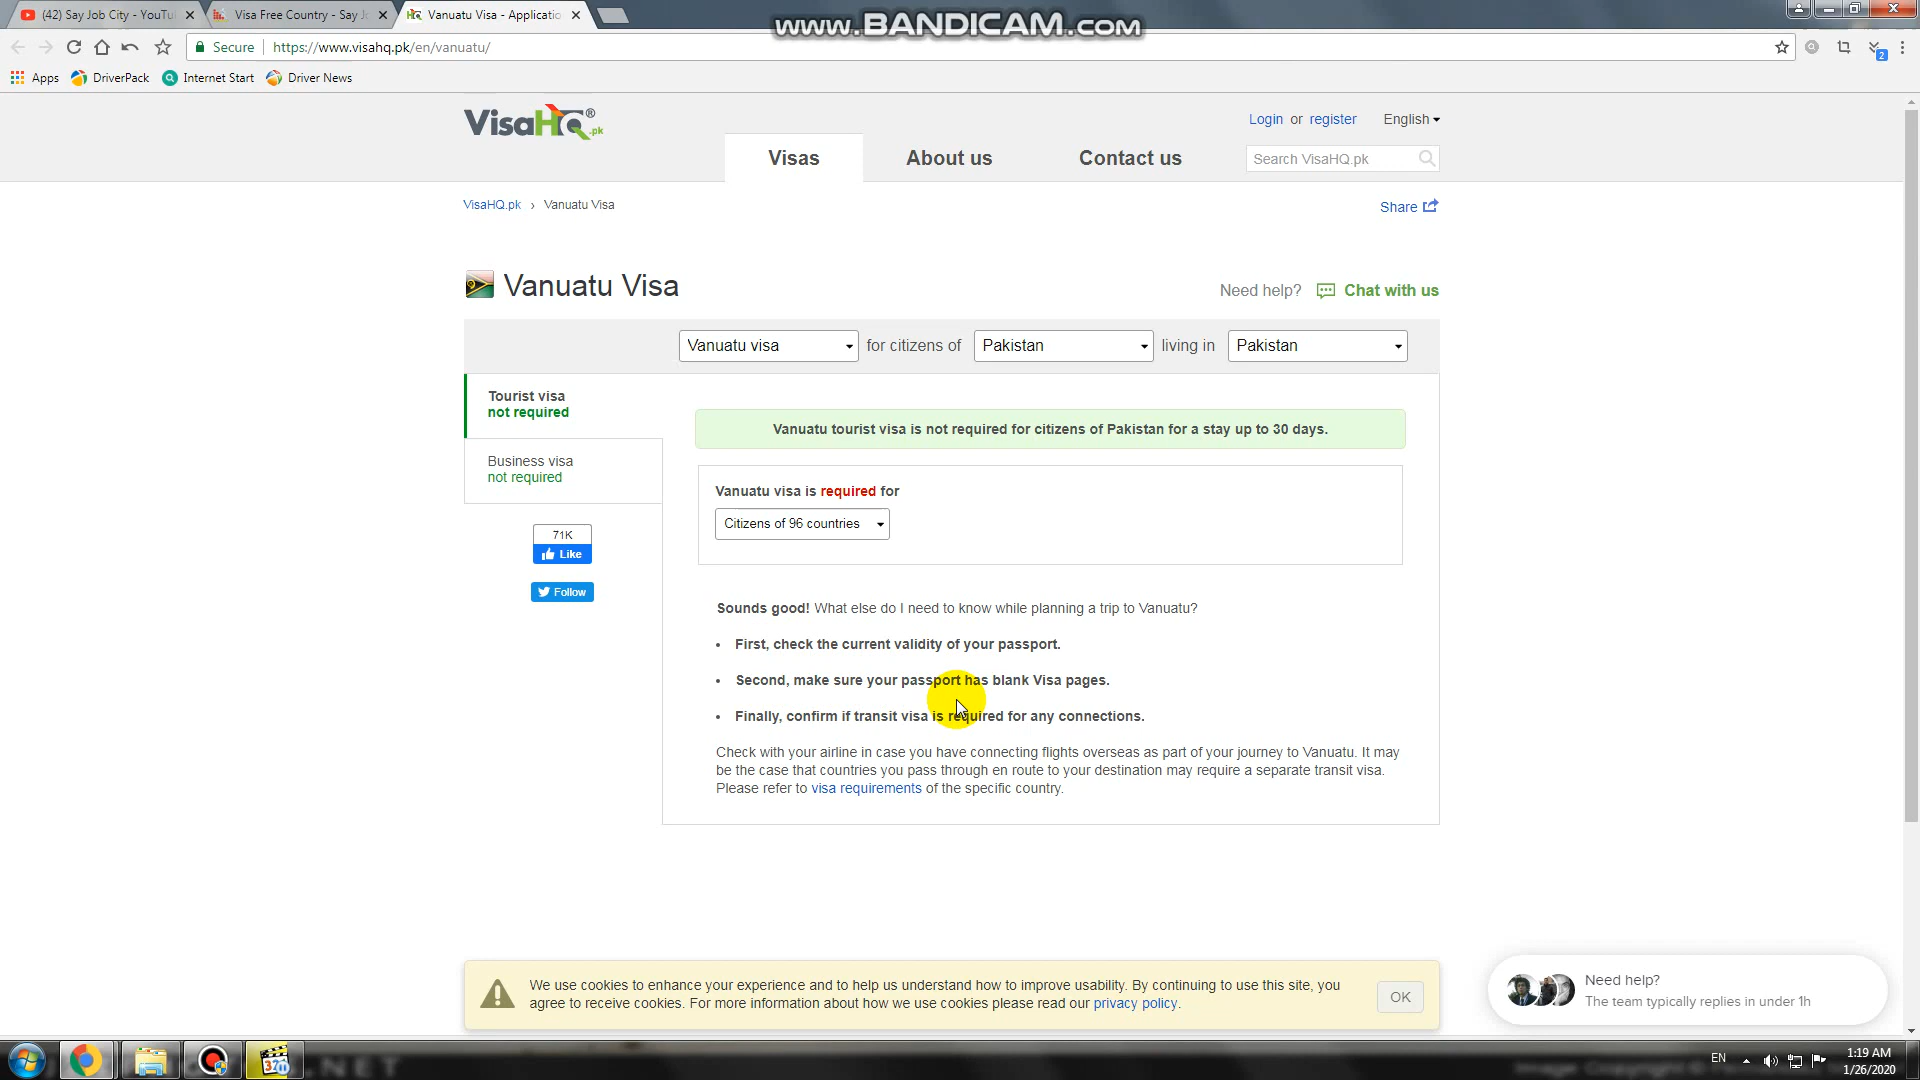 (42) Say Job City - YouTu
Visa Free Country - Say J
Vanuatu Visa - Applicatio
www.BANDICAM.com
Secure
https://www.visahq.pk/en/vanuatu/
2
Apps
DriverPack
Internet Start
Driver News
VisaHQ®.pk
Login or register
English
Visas
About us
Contact us
Search VisaHQ.pk
VisaHQ.pk › Vanuatu Visa
Share
Vanuatu Visa
Need help?
Chat with us
Vanuatu visa
for citizens of
Pakistan
living in
Pakistan
Tourist visa
not required
Business visa
not required
71K
Like
Follow
Vanuatu tourist visa is not required for citizens of Pakistan for a stay up to 30 days.
Vanuatu visa is required for
Citizens of 96 countries
Sounds good! What else do I need to know while planning a trip to Vanuatu?
• First, check the current validity of your passport.
• Second, make sure your passport has blank Visa pages.
• Finally, confirm if transit visa is required for any connections.
Check with your airline in case you have connecting flights overseas as part of your journey to Vanuatu. It may
be the case that countries you pass through en route to your destination may require a separate transit visa.
Please refer to visa requirements of the specific country.
We use cookies to enhance your experience and to help us understand how to improve usability. By continuing to use this site, you
agree to receive cookies. For more information about how we use cookies please read our privacy policy.
OK
Need help?
The team typically replies in under 1h
321
.NET
EN
1:19 AM
1/26/2020